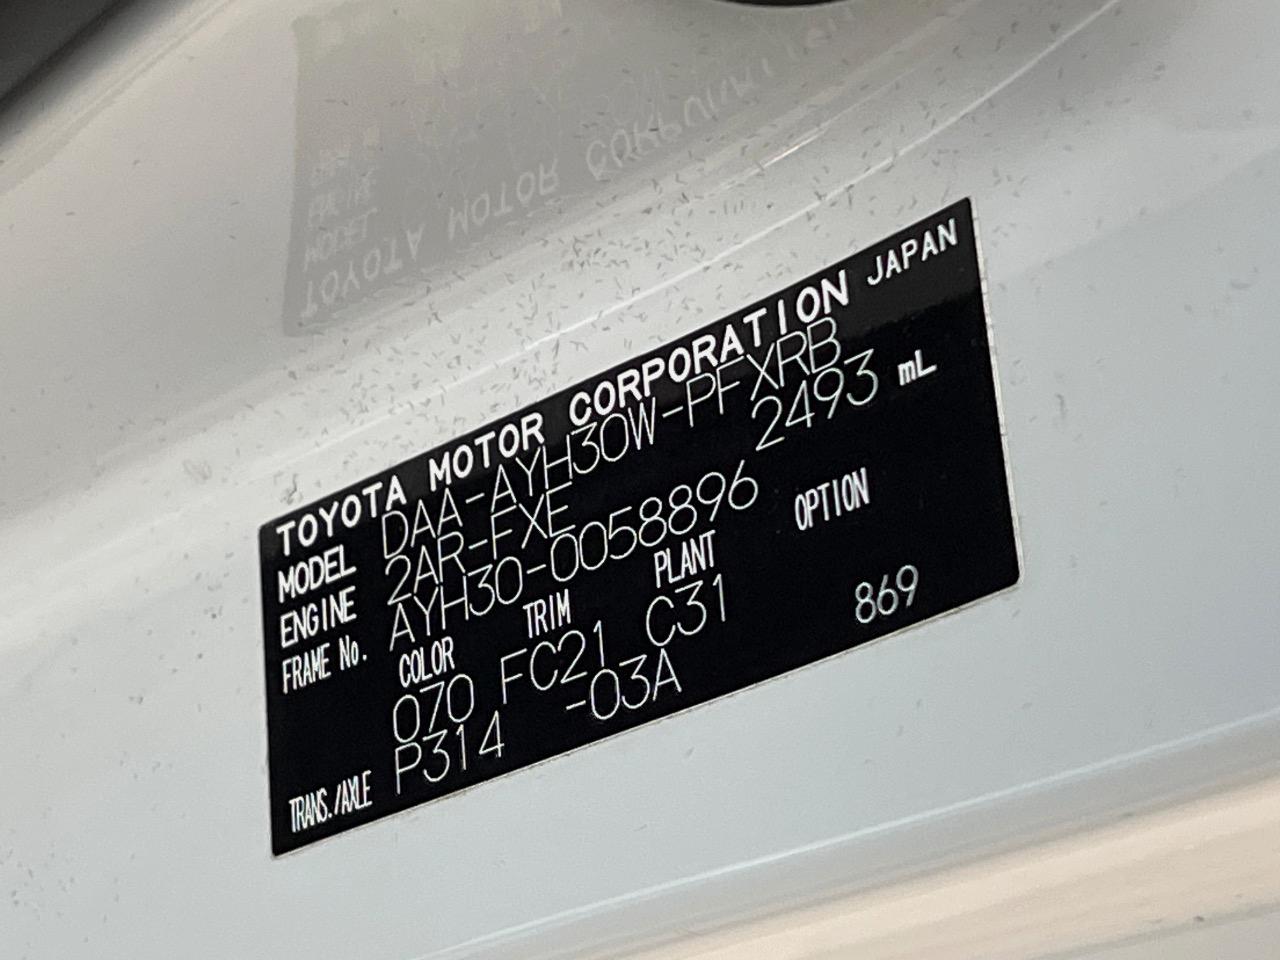 TOYOTA MOTOR CORPORATION JAPAN
MODEL DAA-AYH30W-PFXRB
ENGINE 2AR-FXE 2493 mL
FRAME No. AYH30-0058896
COLOR TRIM PLANT OPTION
070 FC21 C31 869
TRANS./AXLE P314 -03A